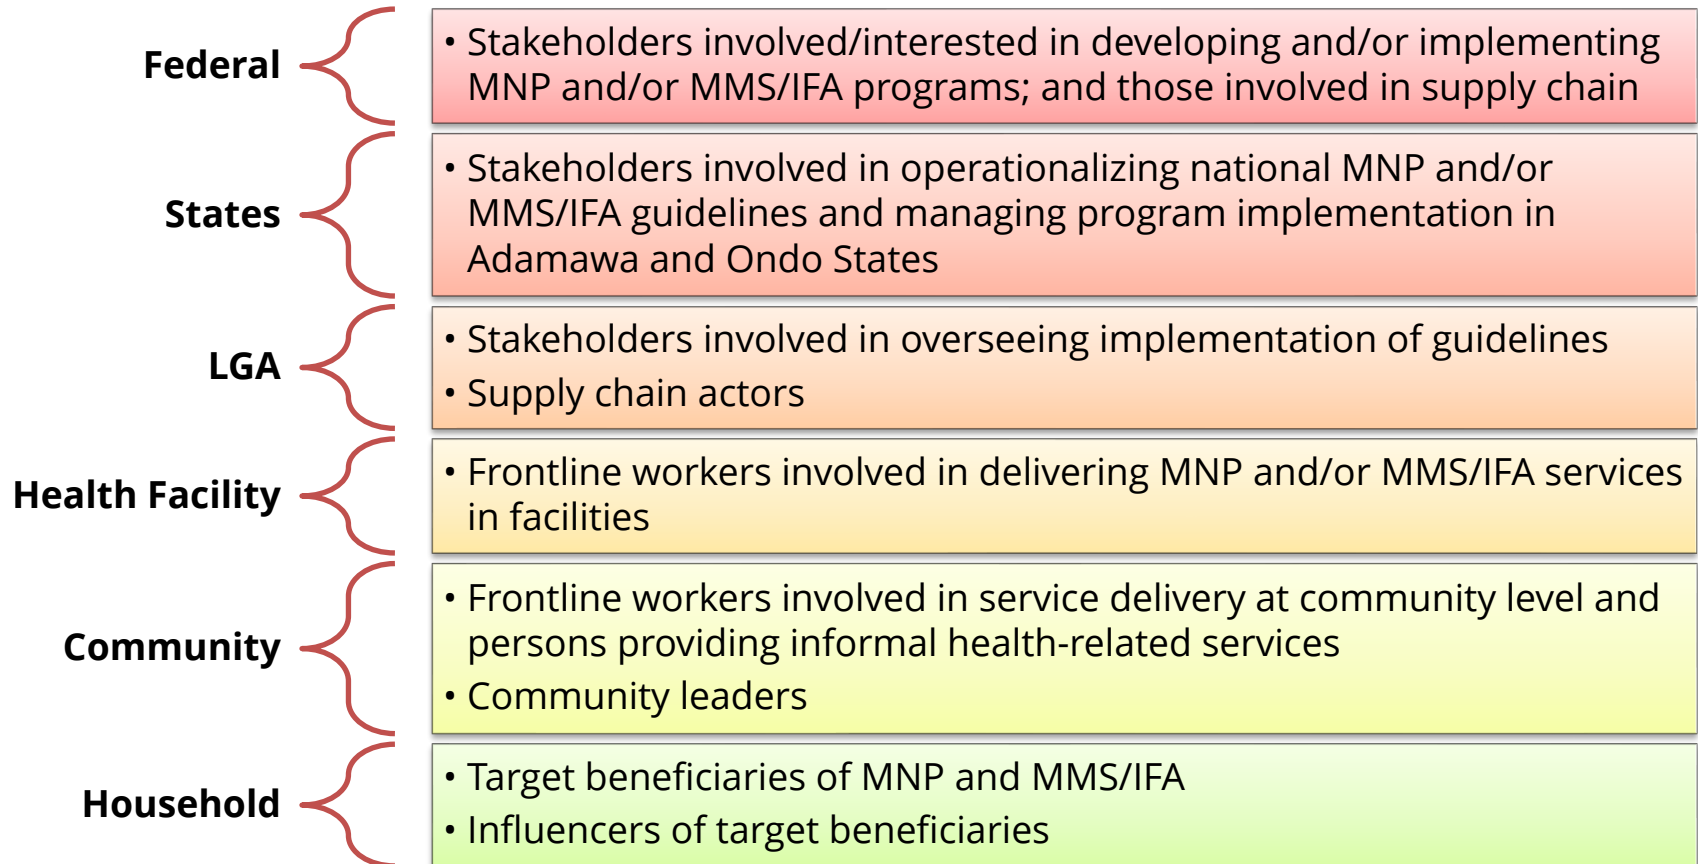 Federal
• Stakeholders involved/interested in developing and/or implementing
MNP and/or MMS/IFA programs; and those involved in supply chain
States
• Stakeholders involved in operationalizing national MNP and/or
MMS/IFA guidelines and managing program implementation in
Adamawa and Ondo States
LGA
• Stakeholders involved in overseeing implementation of guidelines
• Supply chain actors
Health Facility
• Frontline workers involved in delivering MNP and/or MMS/IFA services
in facilities
Community
• Frontline workers involved in service delivery at community level and
persons providing informal health-related services
• Community leaders
Household
• Target beneficiaries of MNP and MMS/IFA
• Influencers of target beneficiaries